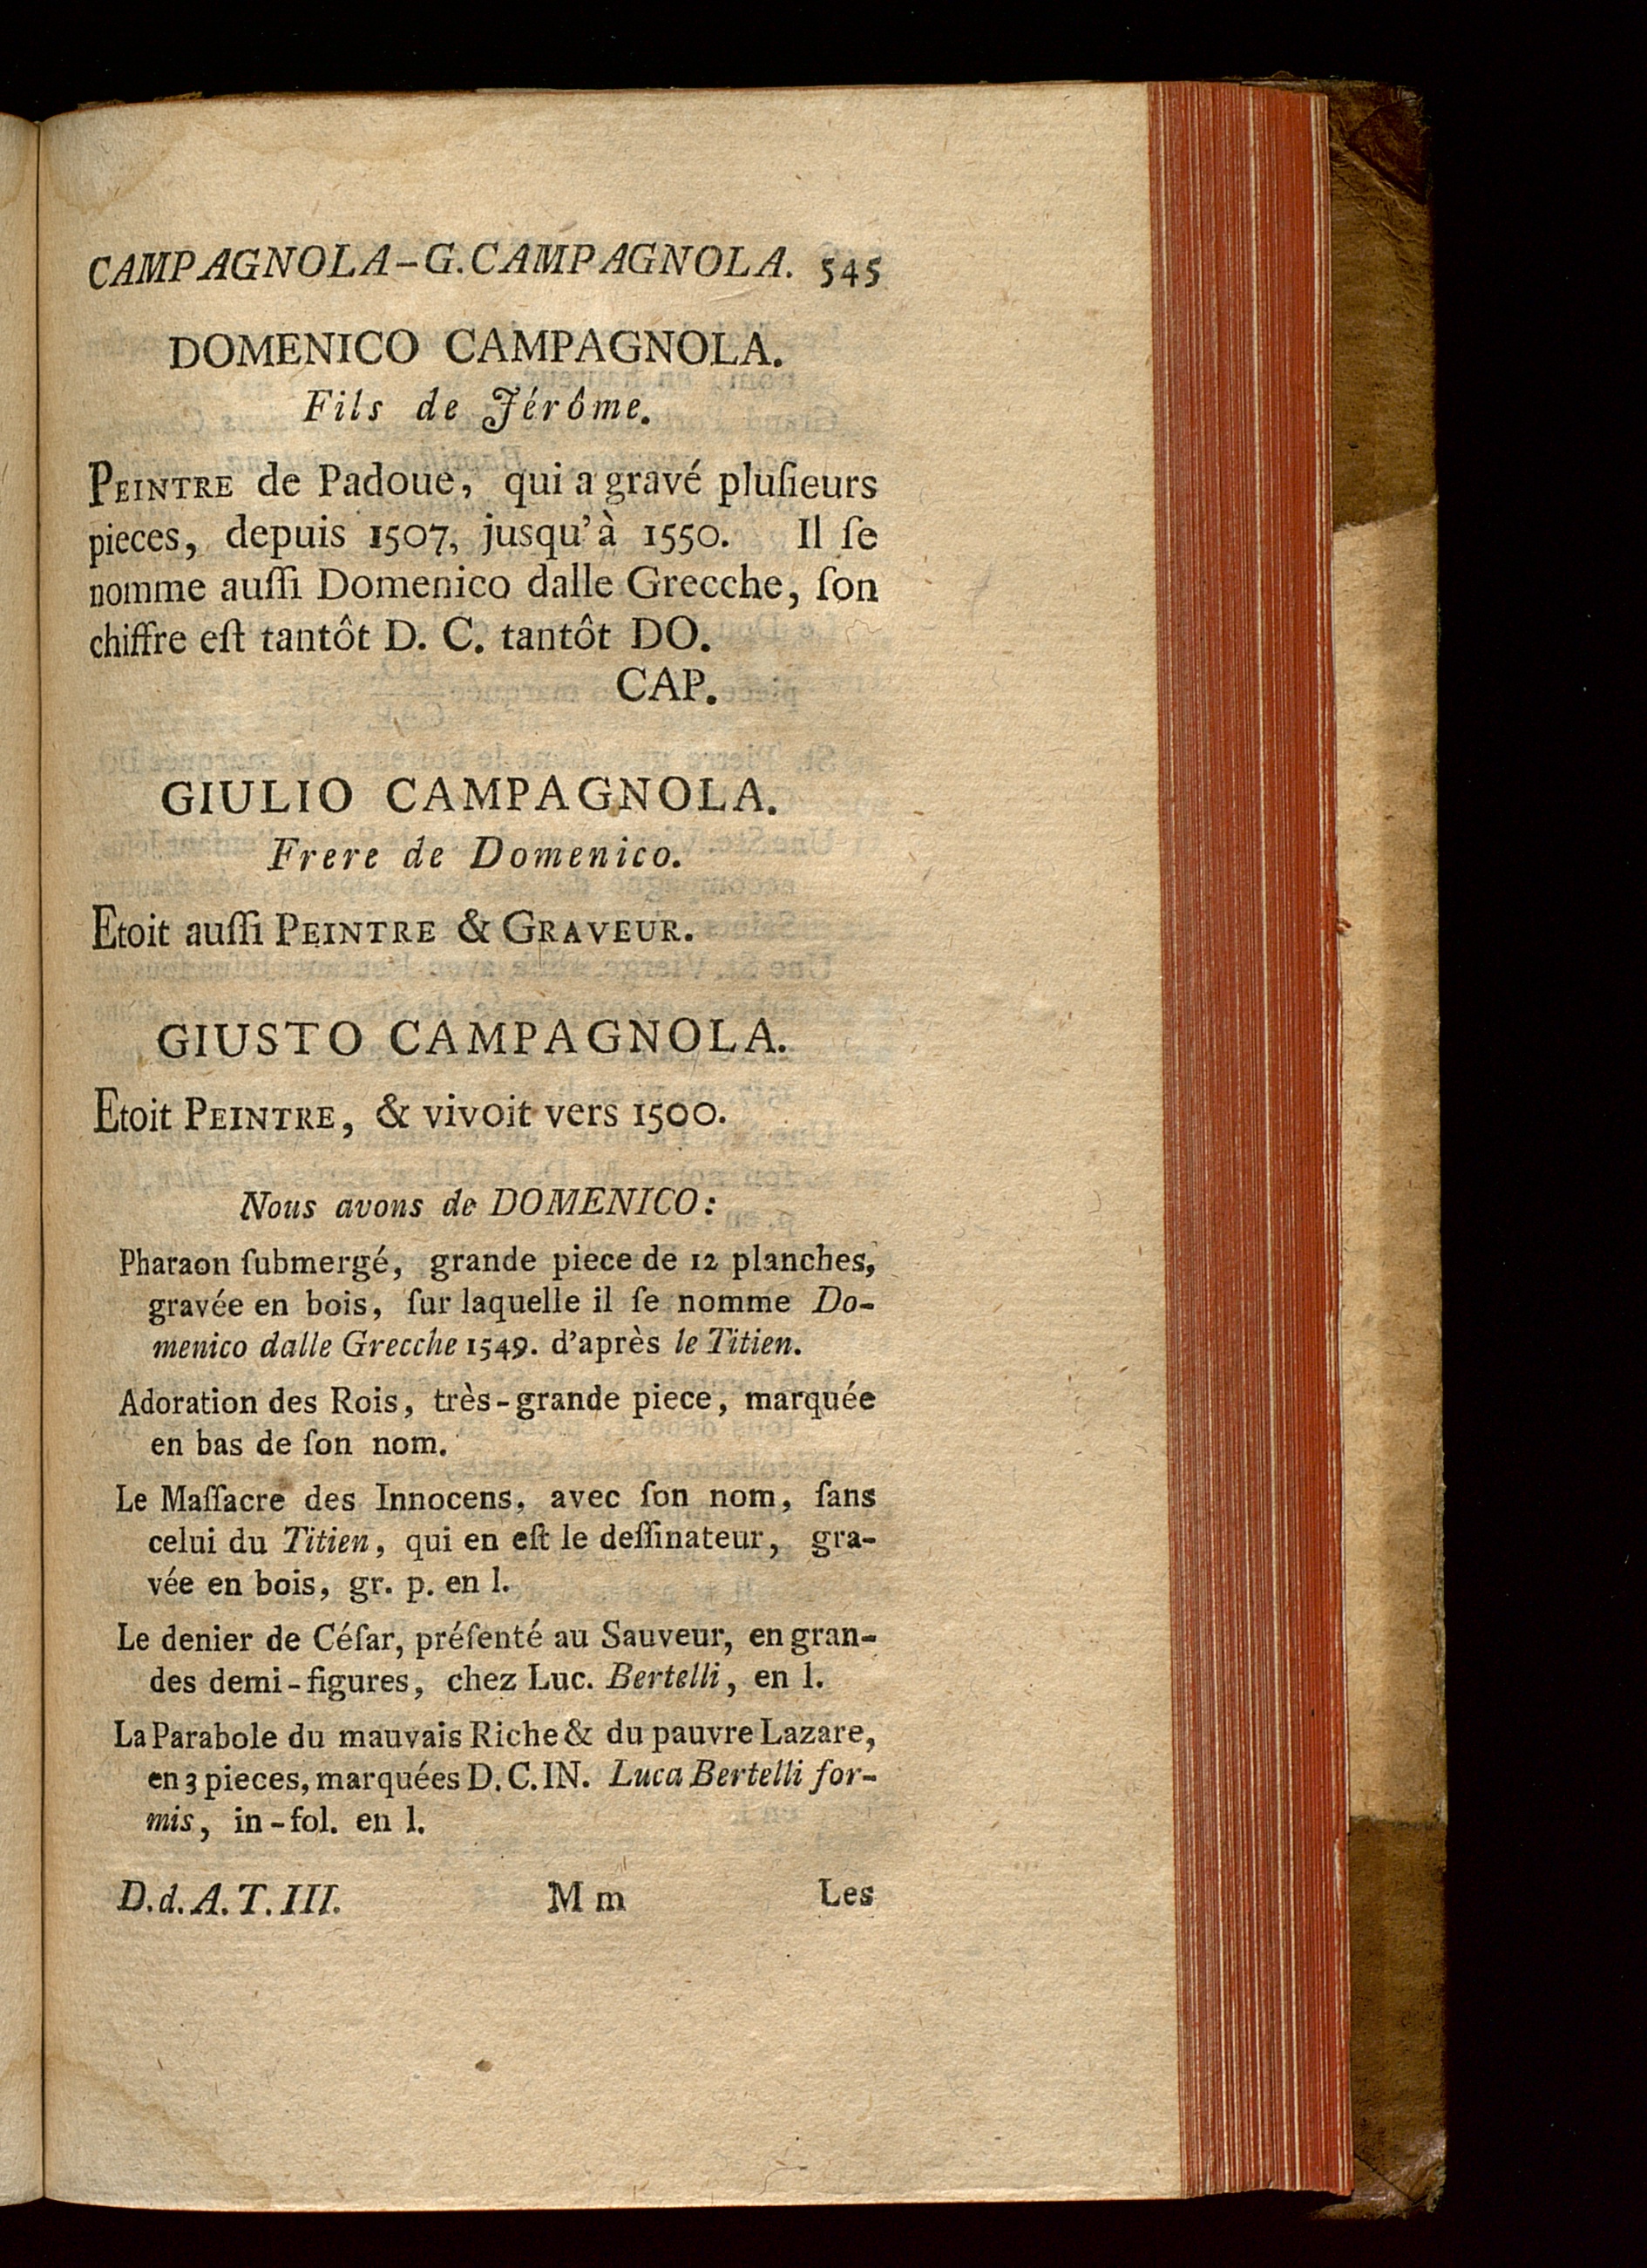 CAMPAGNOLA-G. CAMPAGNOLA. 545
DOMENICO CAMPAGNOLA.
Fils de Jérôme.
PEINTRE de Padoue, qui a gravé pluſieurs
pieces, depuis 1507, jusqu'à 1550. Il ſe
nomme auſſi Domenico dalle Grecche, ſon
chiffre eſt tantôt D. C. tantôt DO.
CAP.
GIULIO CAMPAGNOLA.
Frere de Domenico.
Etoit auſſi PEINTRE & GRAVEUR.
GIUSTO CAMPAGNOLA.
Etoit PEINTRE, & vivoit vers 1500.
Nous avons de DOMENICO:
Pharaon ſubmergé, grande piece de 12 planches,
gravée en bois, ſur laquelle il ſe nomme Do-
menico dalle Grecche 1549. d'après le Titien.
Adoration des Rois, très-grande piece, marquée
en bas de ſon nom.
Le Maſſacre des Innocens, avec ſon nom, ſans
celui du Titien, qui en eſt le deſſinateur, gra-
vée en bois, gr. p. en l.
Le denier de Céſar, préſenté au Sauveur, en gran-
des demi-figures, chez Luc. Bertelli, en l.
La Parabole du mauvais Riche & du pauvre Lazare,
en 3 pieces, marquées D. C. IN. Luca Bertelli for-
mis, in-fol. en l.
D. d. A. T. III. M m Les